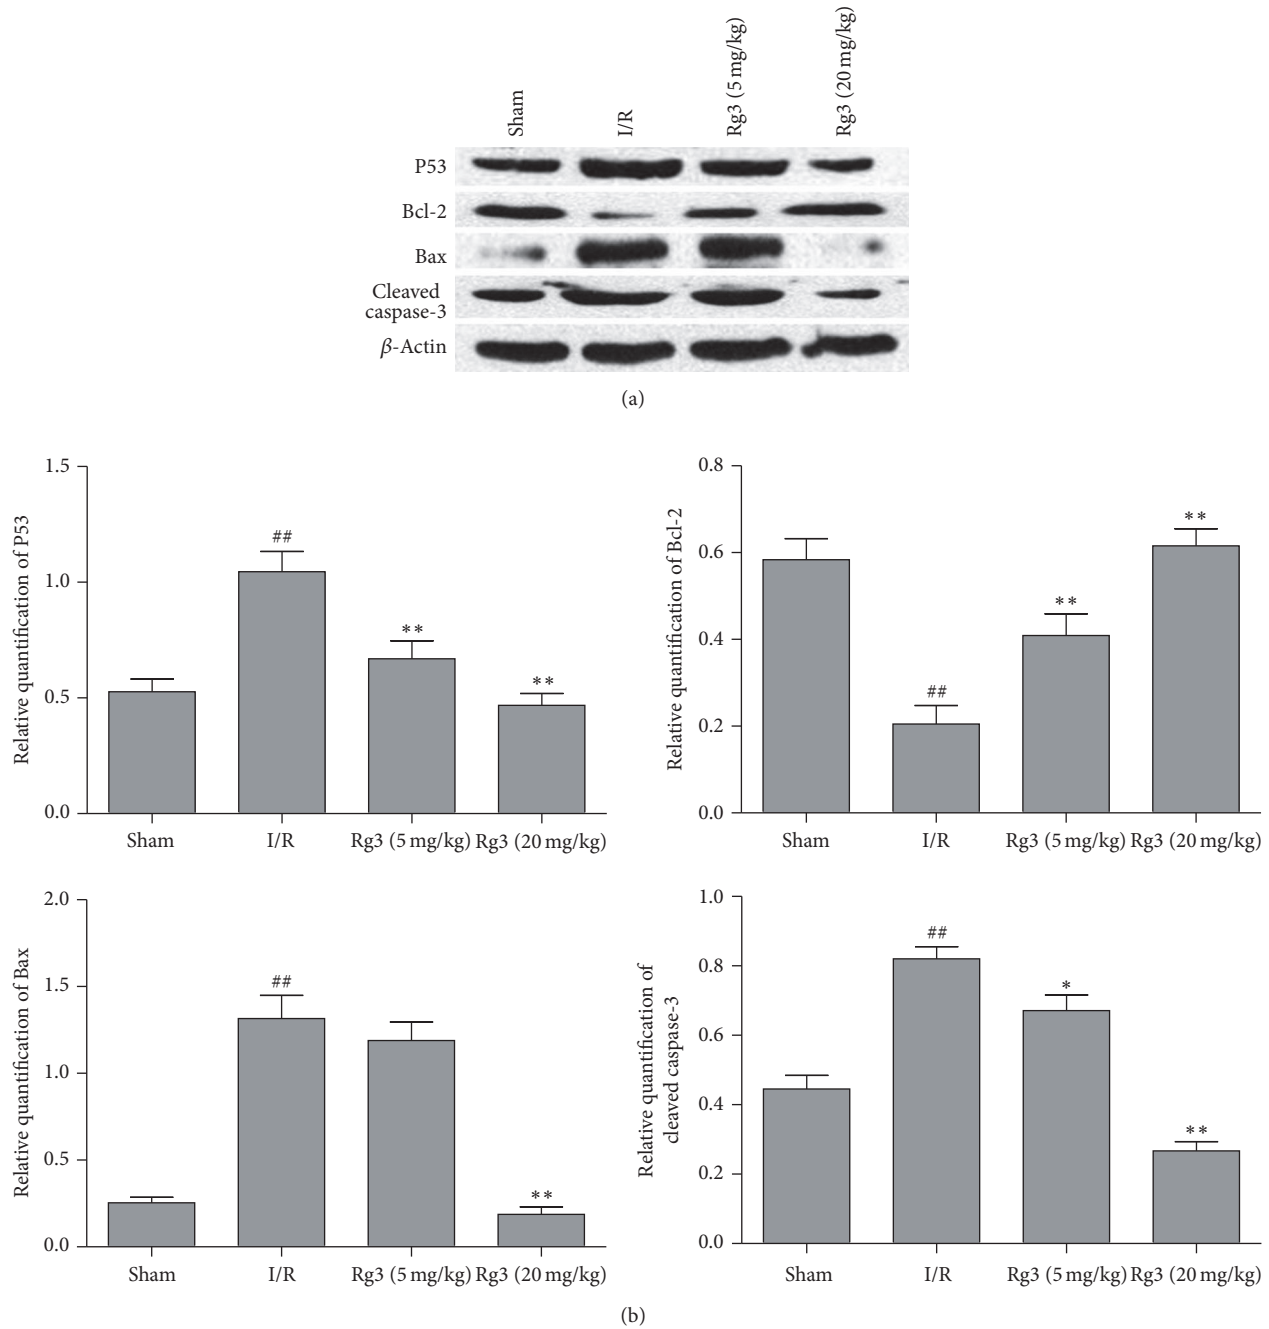 Sham
I/R
Rg3 (5 mg/kg)
Rg3 (20 mg/kg)
P53
Bcl-2
Bax
Cleaved
caspase-3
β-Actin
(a)
Relative quantification of P53
1.5
1.0
0.5
0.0
##
**
**
Sham I/R Rg3 (5 mg/kg) Rg3 (20 mg/kg)
Relative quantification of Bcl-2
0.8
0.6
0.4
0.2
0.0
##
**
**
Sham I/R Rg3 (5 mg/kg) Rg3 (20 mg/kg)
Relative quantification of Bax
2.0
1.5
1.0
0.5
0.0
##
**
Sham I/R Rg3 (5 mg/kg) Rg3 (20 mg/kg)
Relative quantification of
cleaved caspase-3
1.0
0.8
0.6
0.4
0.2
0.0
##
*
**
Sham I/R Rg3 (5 mg/kg) Rg3 (20 mg/kg)
(b)